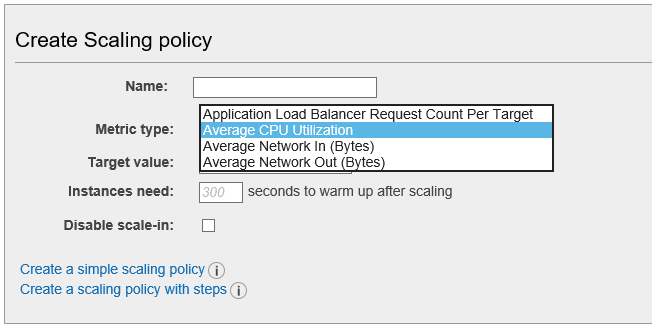 Create Scaling policy
Name:
Metric type:
Application Load Balancer Request Count Per Target
Average CPU Utilization
Average Network In (Bytes)
Average Network Out (Bytes)
Target value:
Instances need: 300 seconds to warm up after scaling
Disable scale-in:
Create a simple scaling policy i
Create a scaling policy with steps i